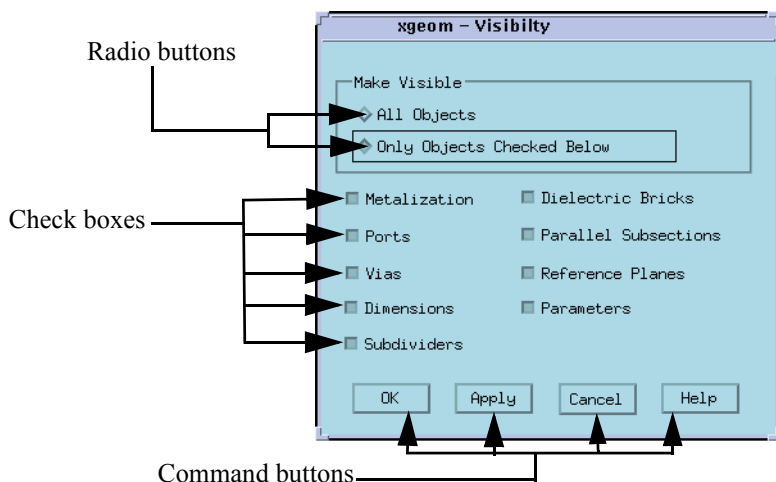 xgeom – Visibilty
Radio buttons
Make Visible
All Objects
Only Objects Checked Below
Check boxes
Metalization
Dielectric Bricks
Ports
Parallel Subsections
Vias
Reference Planes
Dimensions
Parameters
Subdividers
OK
Apply
Cancel
Help
Command buttons